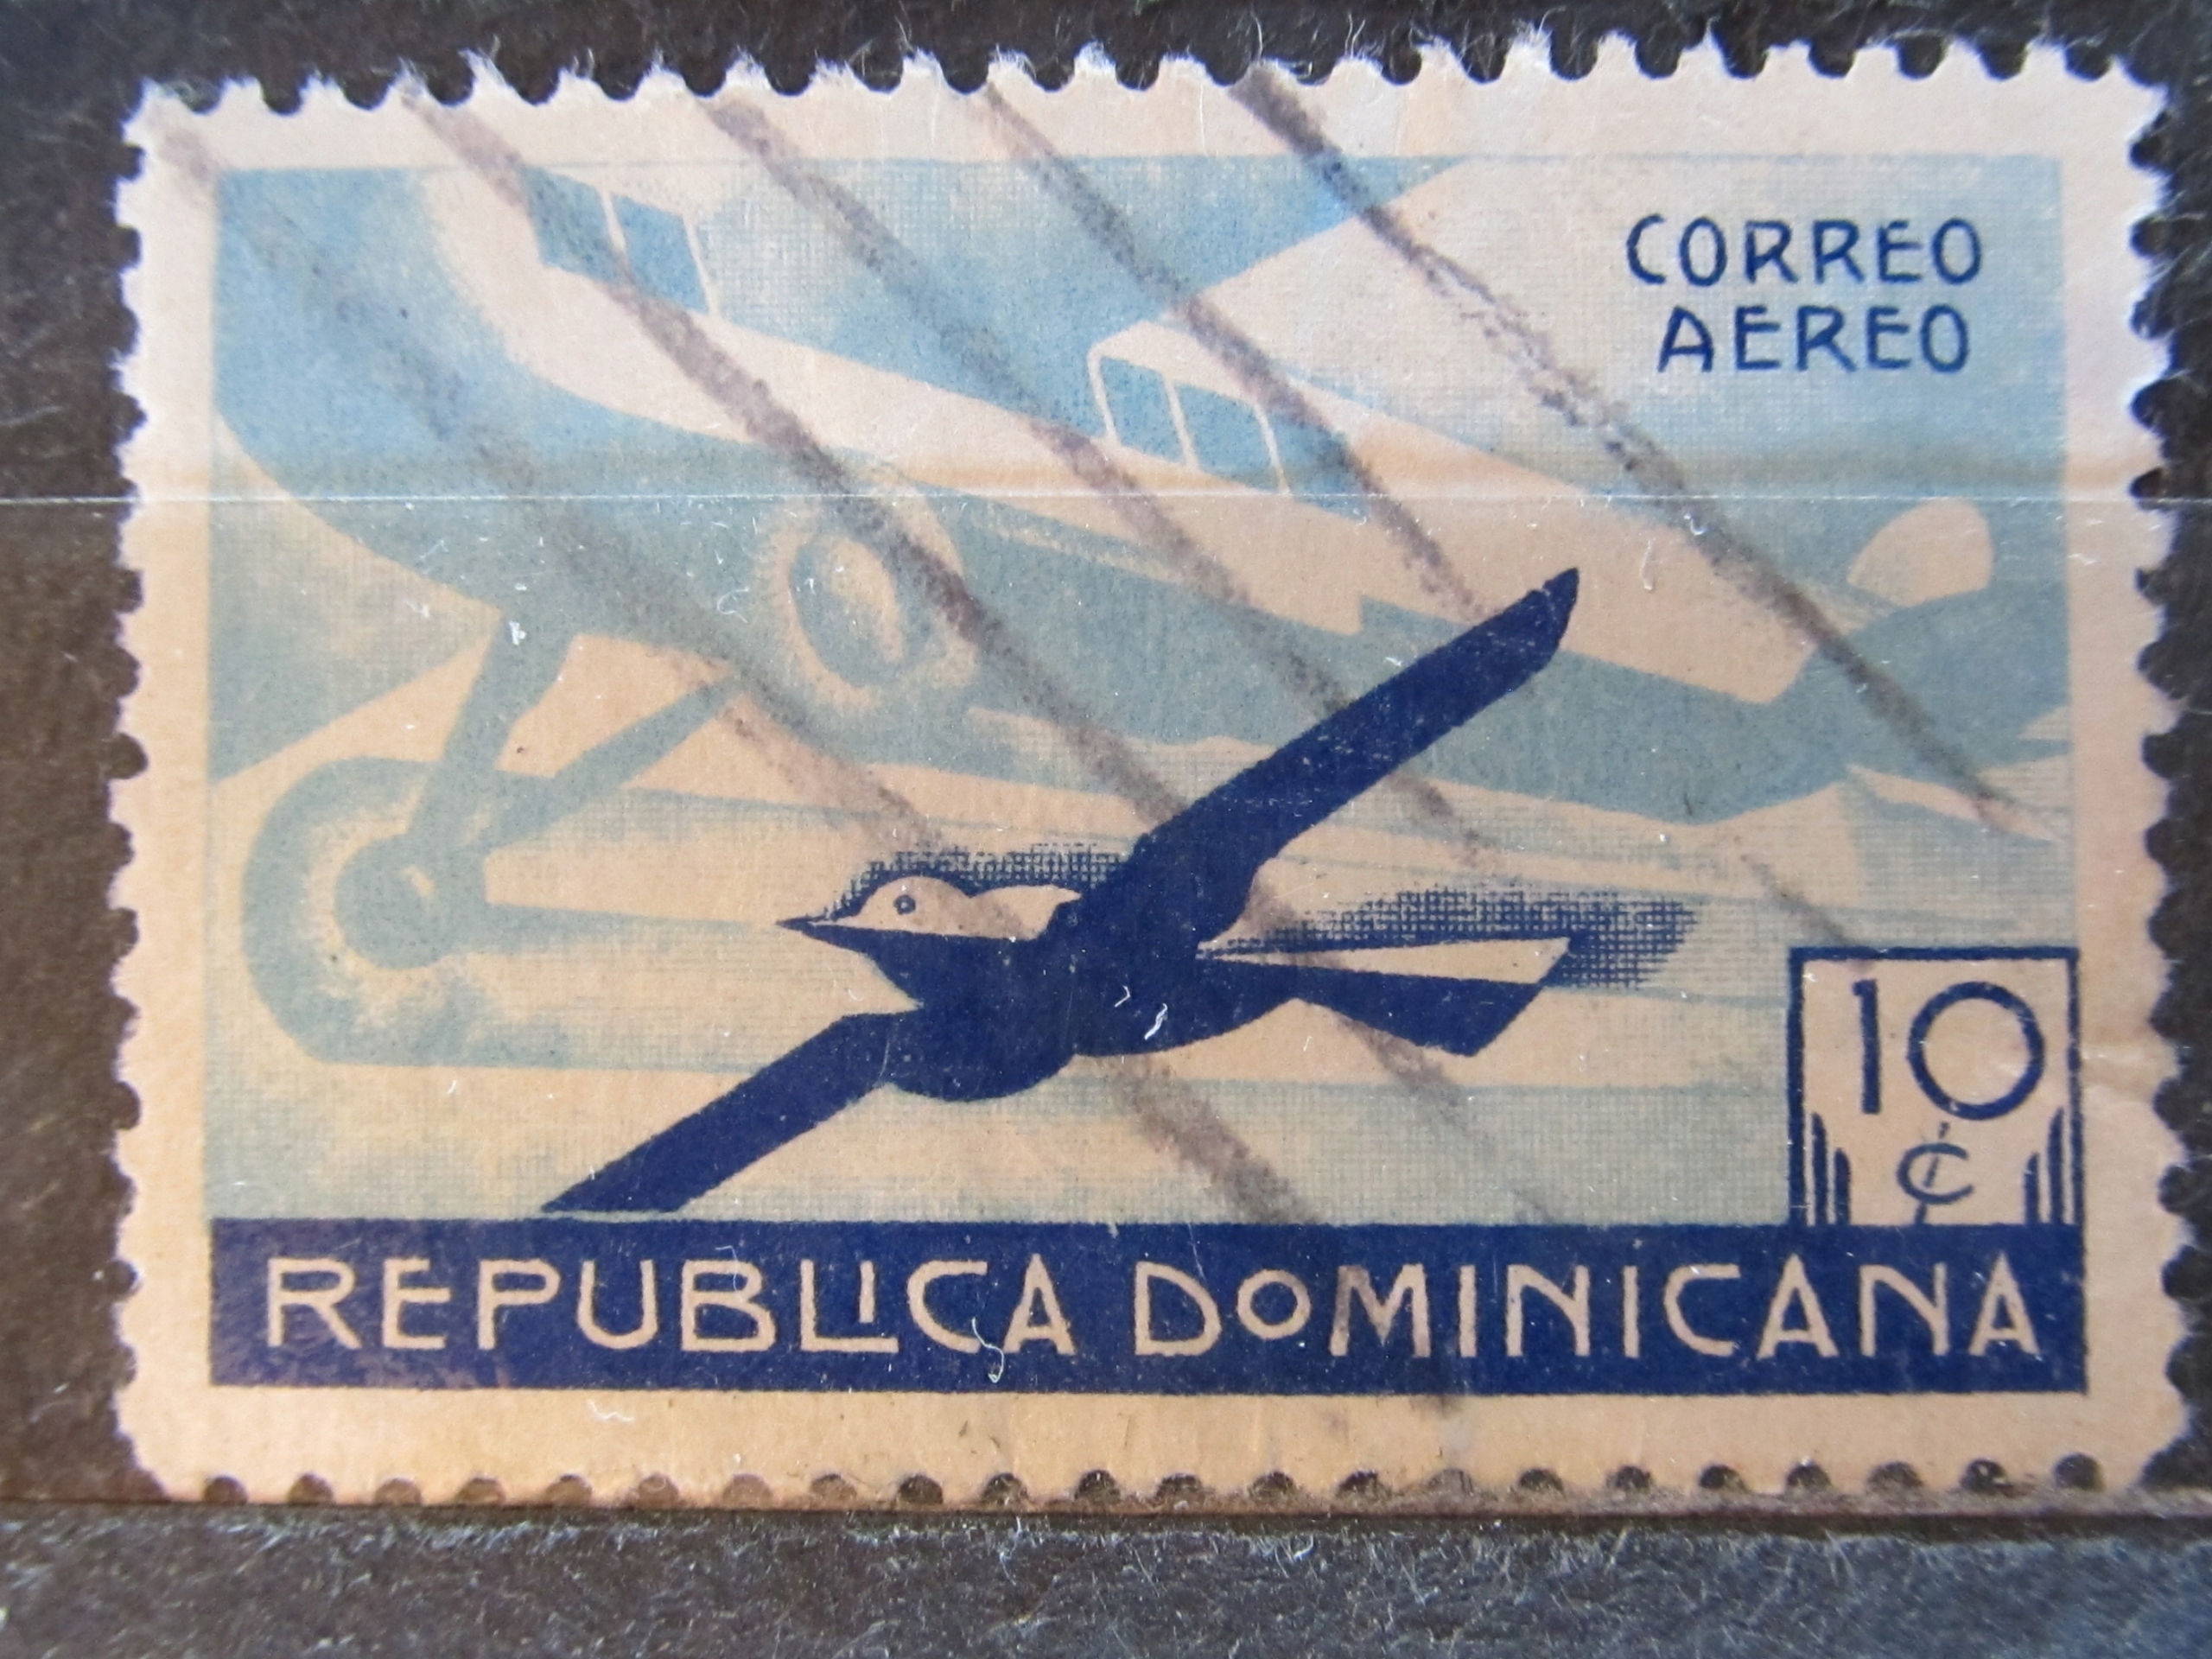 CORREO
AEREO
10
¢
REPUBLICA DOMINICANA